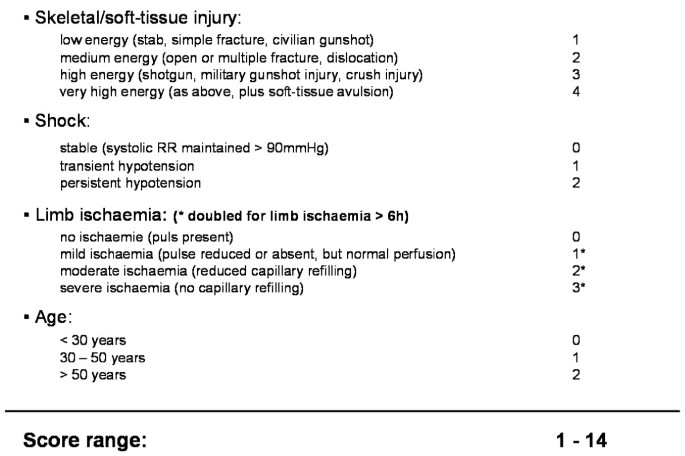 ▪ Skeletal/soft-tissue injury:
low energy (stab, simple fracture, civilian gunshot) 1
medium energy (open or multiple fracture, dislocation) 2
high energy (shotgun, military gunshot injury, crush injury) 3
very high energy (as above, plus soft-tissue avulsion) 4
▪ Shock:
stable (systolic RR maintained > 90mmHg) 0
transient hypotension 1
persistent hypotension 2
▪ Limb ischaemia: (* doubled for limb ischaemia > 6h)
no ischaemie (puls present) 0
mild ischaemia (pulse reduced or absent, but normal perfusion) 1*
moderate ischaemia (reduced capillary refilling) 2*
severe ischaemia (no capillary refilling) 3*
▪ Age:
< 30 years 0
30 – 50 years 1
> 50 years 2
Score range: 1 - 14